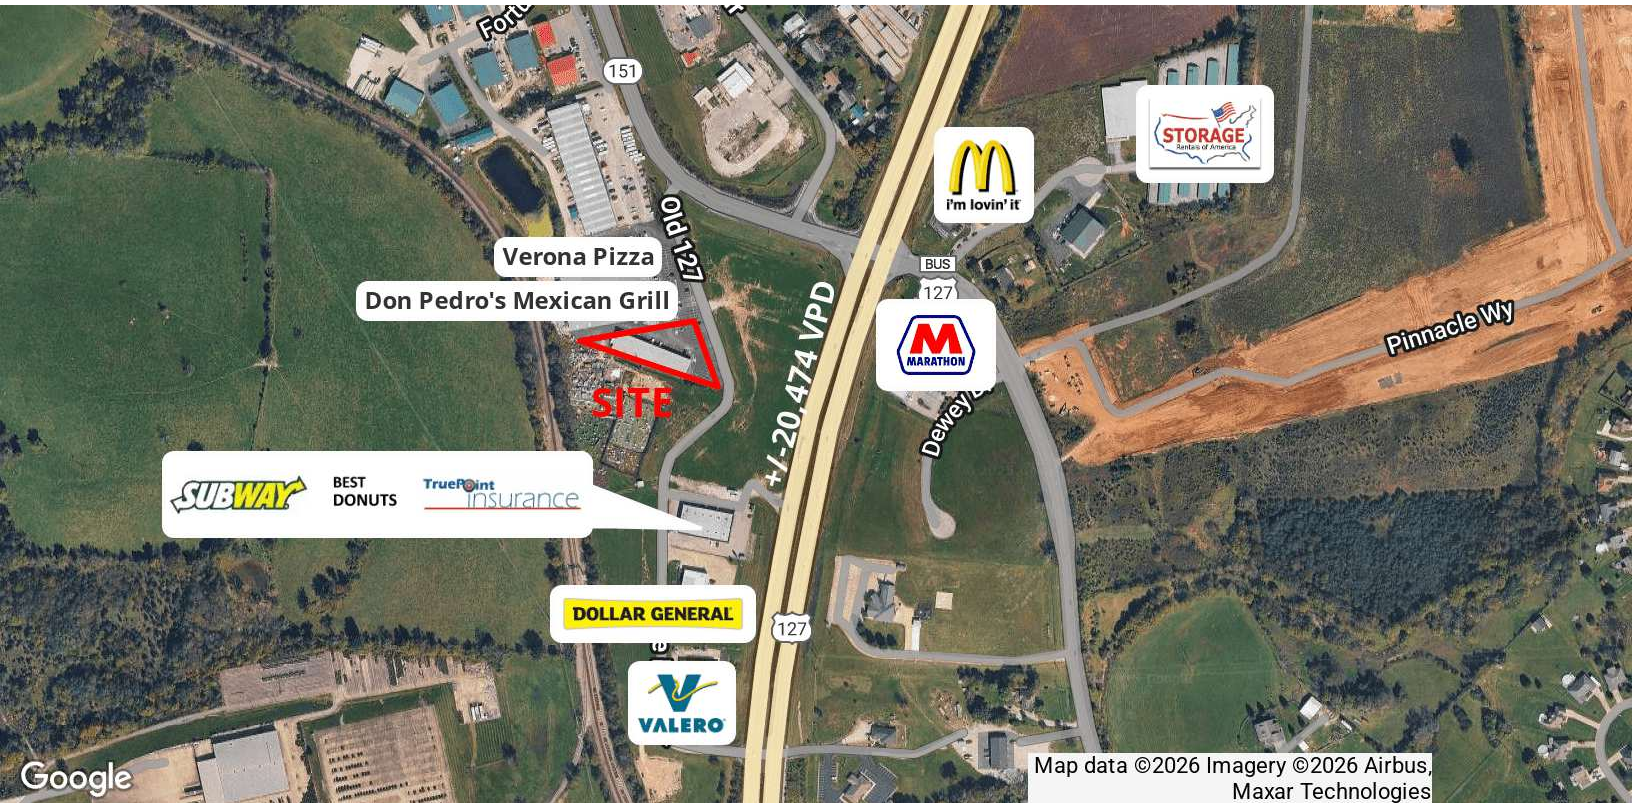 Fortu
151
i'm lovin' it
STORAGE
Rentals of America
Old 127
Verona Pizza
BUS
127
Don Pedro's Mexican Grill
+/-20,474 VPD
MARATHON
Pinnacle Wy
SITE
Dewey
SUBWAY
BEST
DONUTS
TruePoint
insurance
DOLLAR GENERAL
127
VALERO
Google
Map data ©2026 Imagery ©2026 Airbus,
Maxar Technologies